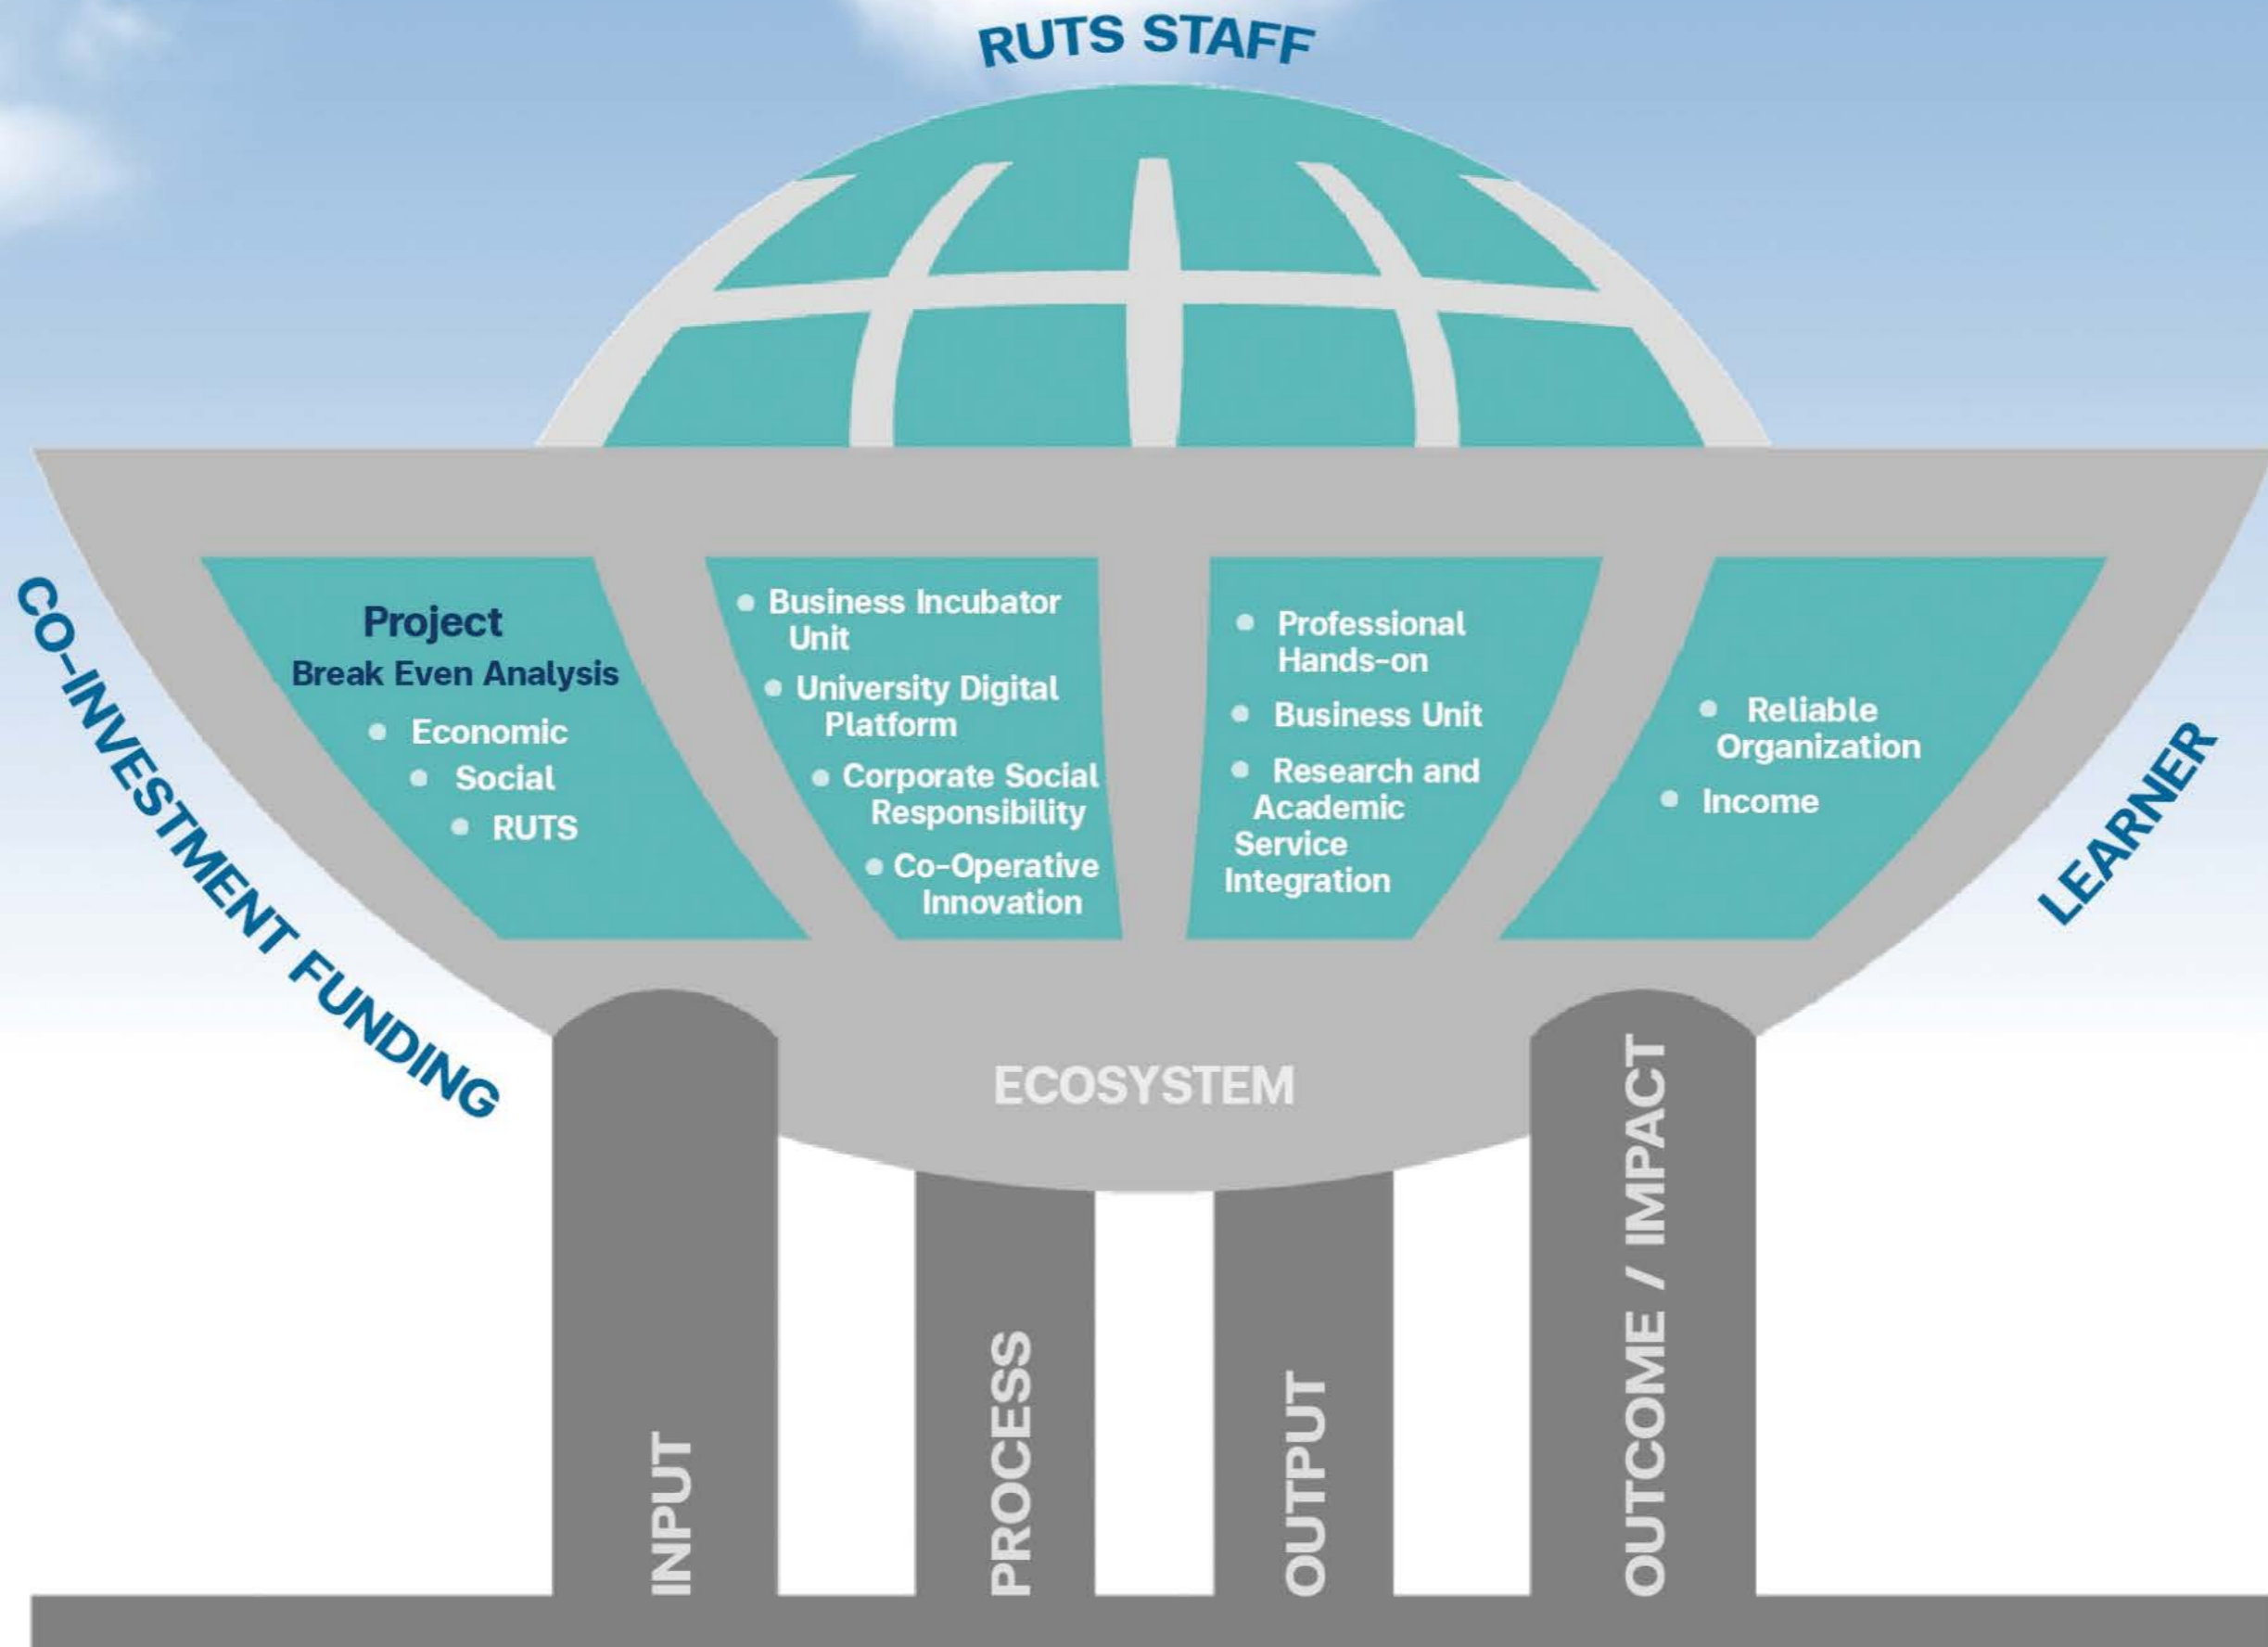 RUTS STAFF
CO-INVESTMENT FUNDING
Project
Break Even Analysis
• Economic
• Social
• RUTS
• Business Incubator
Unit
• University Digital
Platform
• Corporate Social
Responsibility
• Co-Operative
Innovation
• Professional
Hands-on
• Business Unit
• Research and
Academic
Service
Integration
• Reliable
Organization
• Income
LEARNER
ECOSYSTEM
INPUT
PROCESS
OUTPUT
OUTCOME / IMPACT